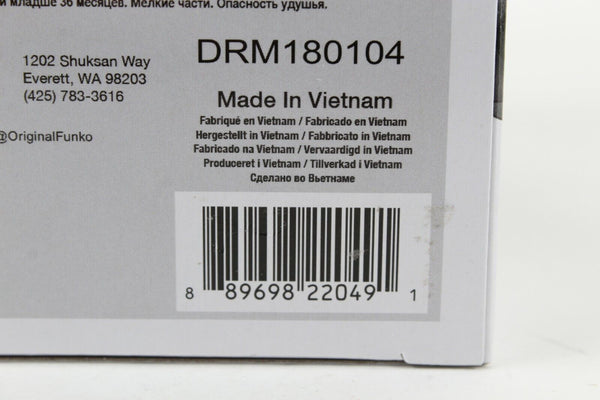 младше 36 месяцев. Мелкие части. Опасность удушья.
1202 Shuksan Way
Everett, WA 98203
(425) 783-3616
@OriginalFunko
DRM180104
Made In Vietnam
Fabriqué en Vietnam / Fabricado en Vietnam
Hergestellt in Vietnam / Fabbricato in Vietnam
Fabricado na Vietnam / Vervaardigd in Vietnam
Produceret i Vietnam / Tillverkad i Vietnam
Сделано во Вьетнаме
8 89698 22049 1